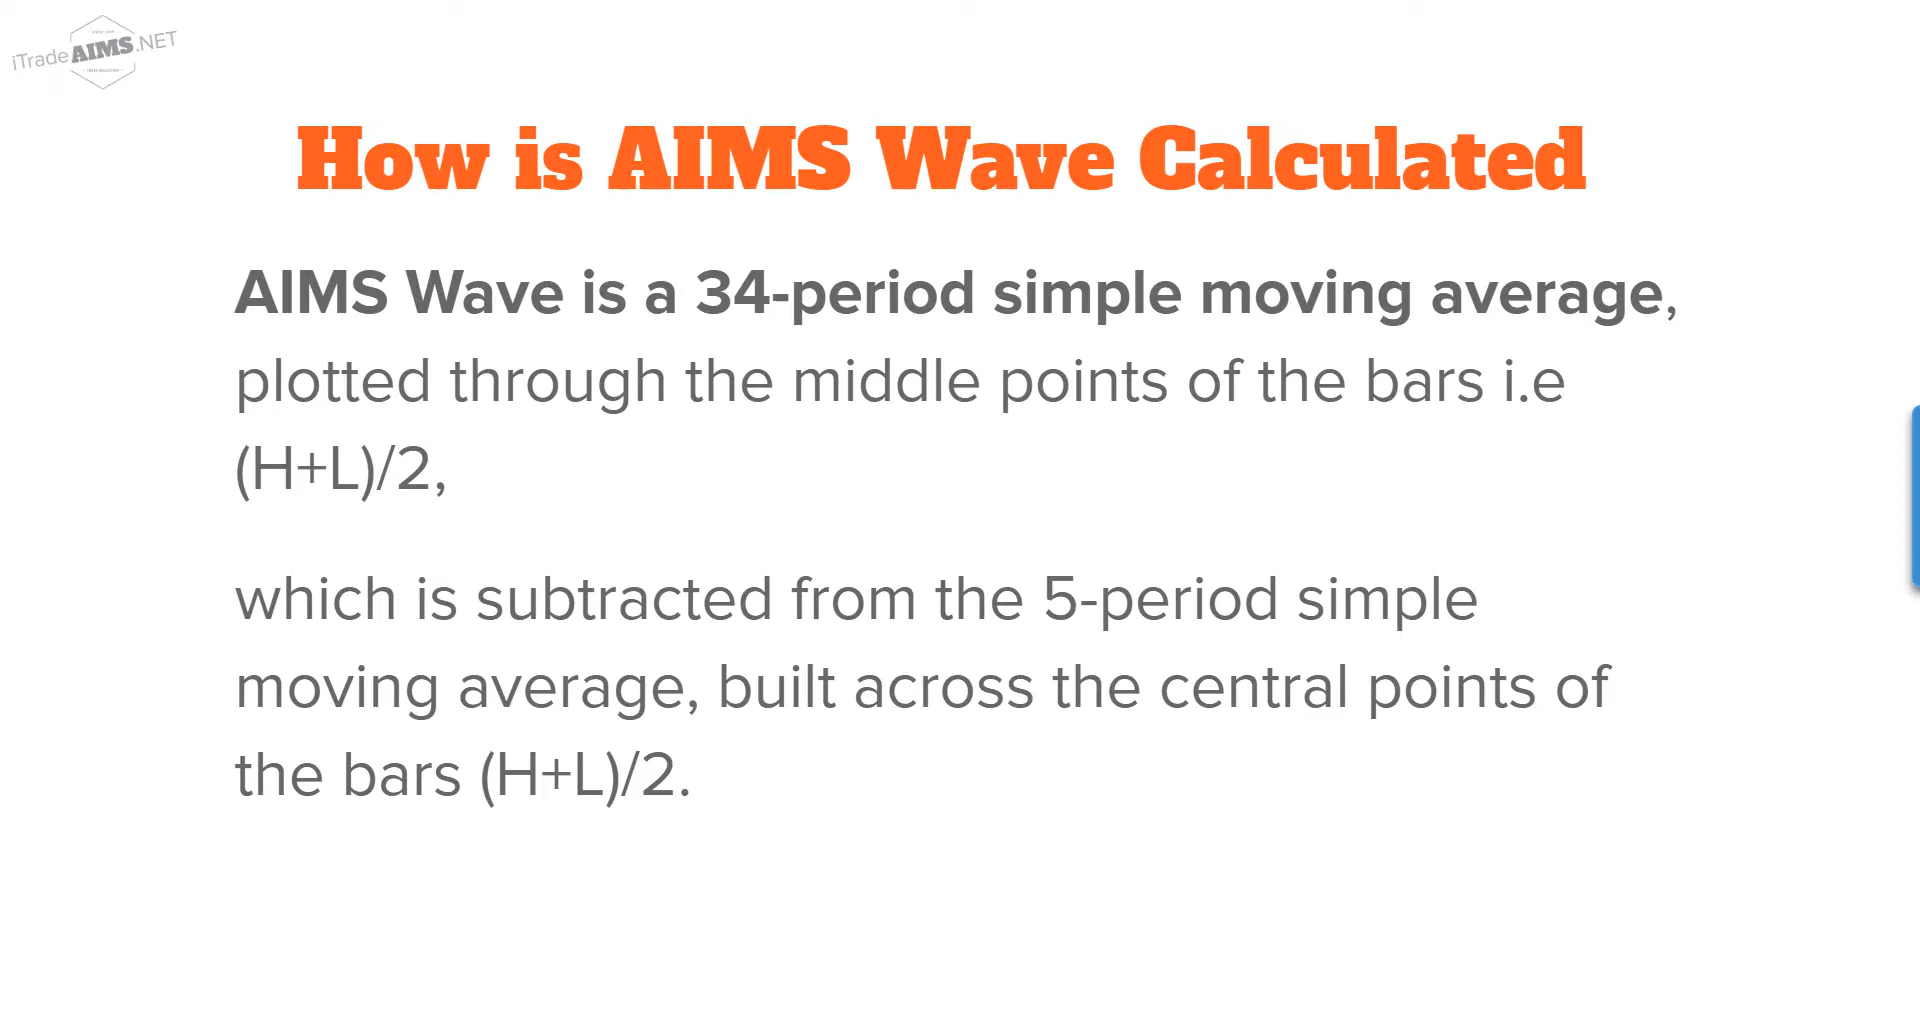 iTradeAIMS.NET
How is AIMS Wave Calculated
AIMS Wave is a 34-period simple moving average,
plotted through the middle points of the bars i.e
(H+L)/2,
which is subtracted from the 5-period simple
moving average, built across the central points of
the bars (H+L)/2.